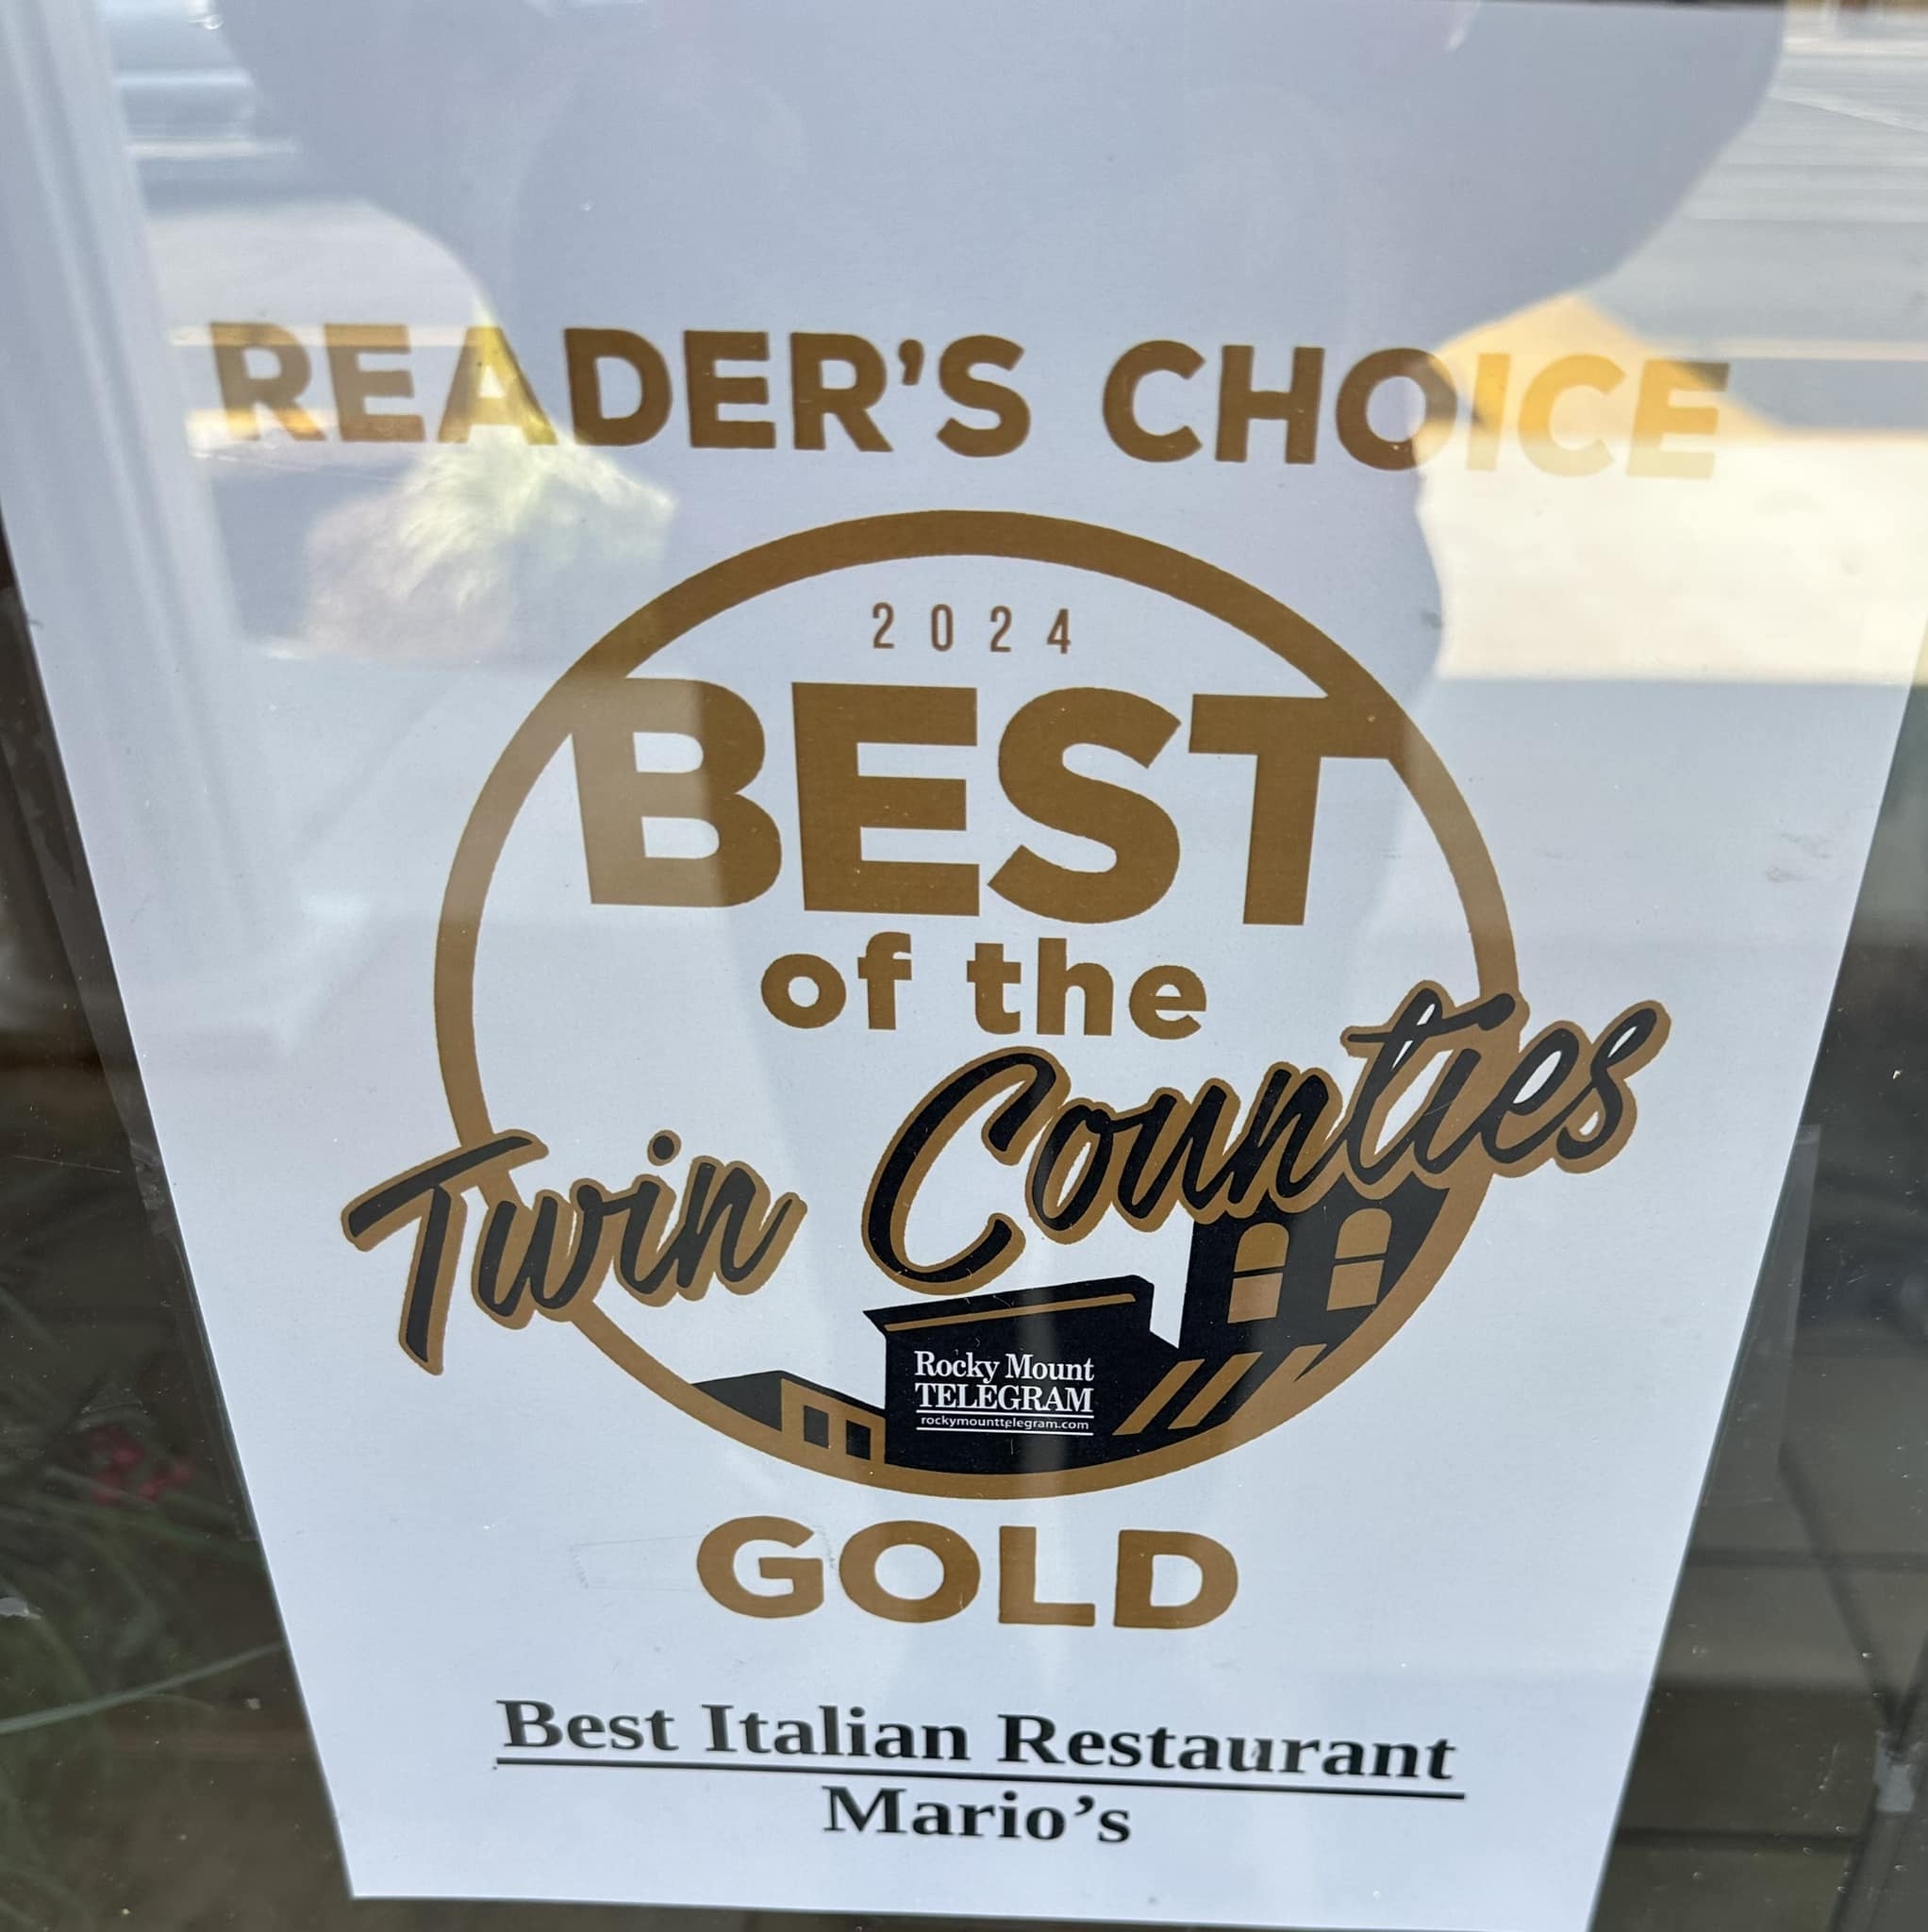 READER'S CHOICE
2024
BEST
of the
Twin Counties
Rocky Mount
TELEGRAM
rockymounttelegram.com
GOLD
Best Italian Restaurant
Mario's